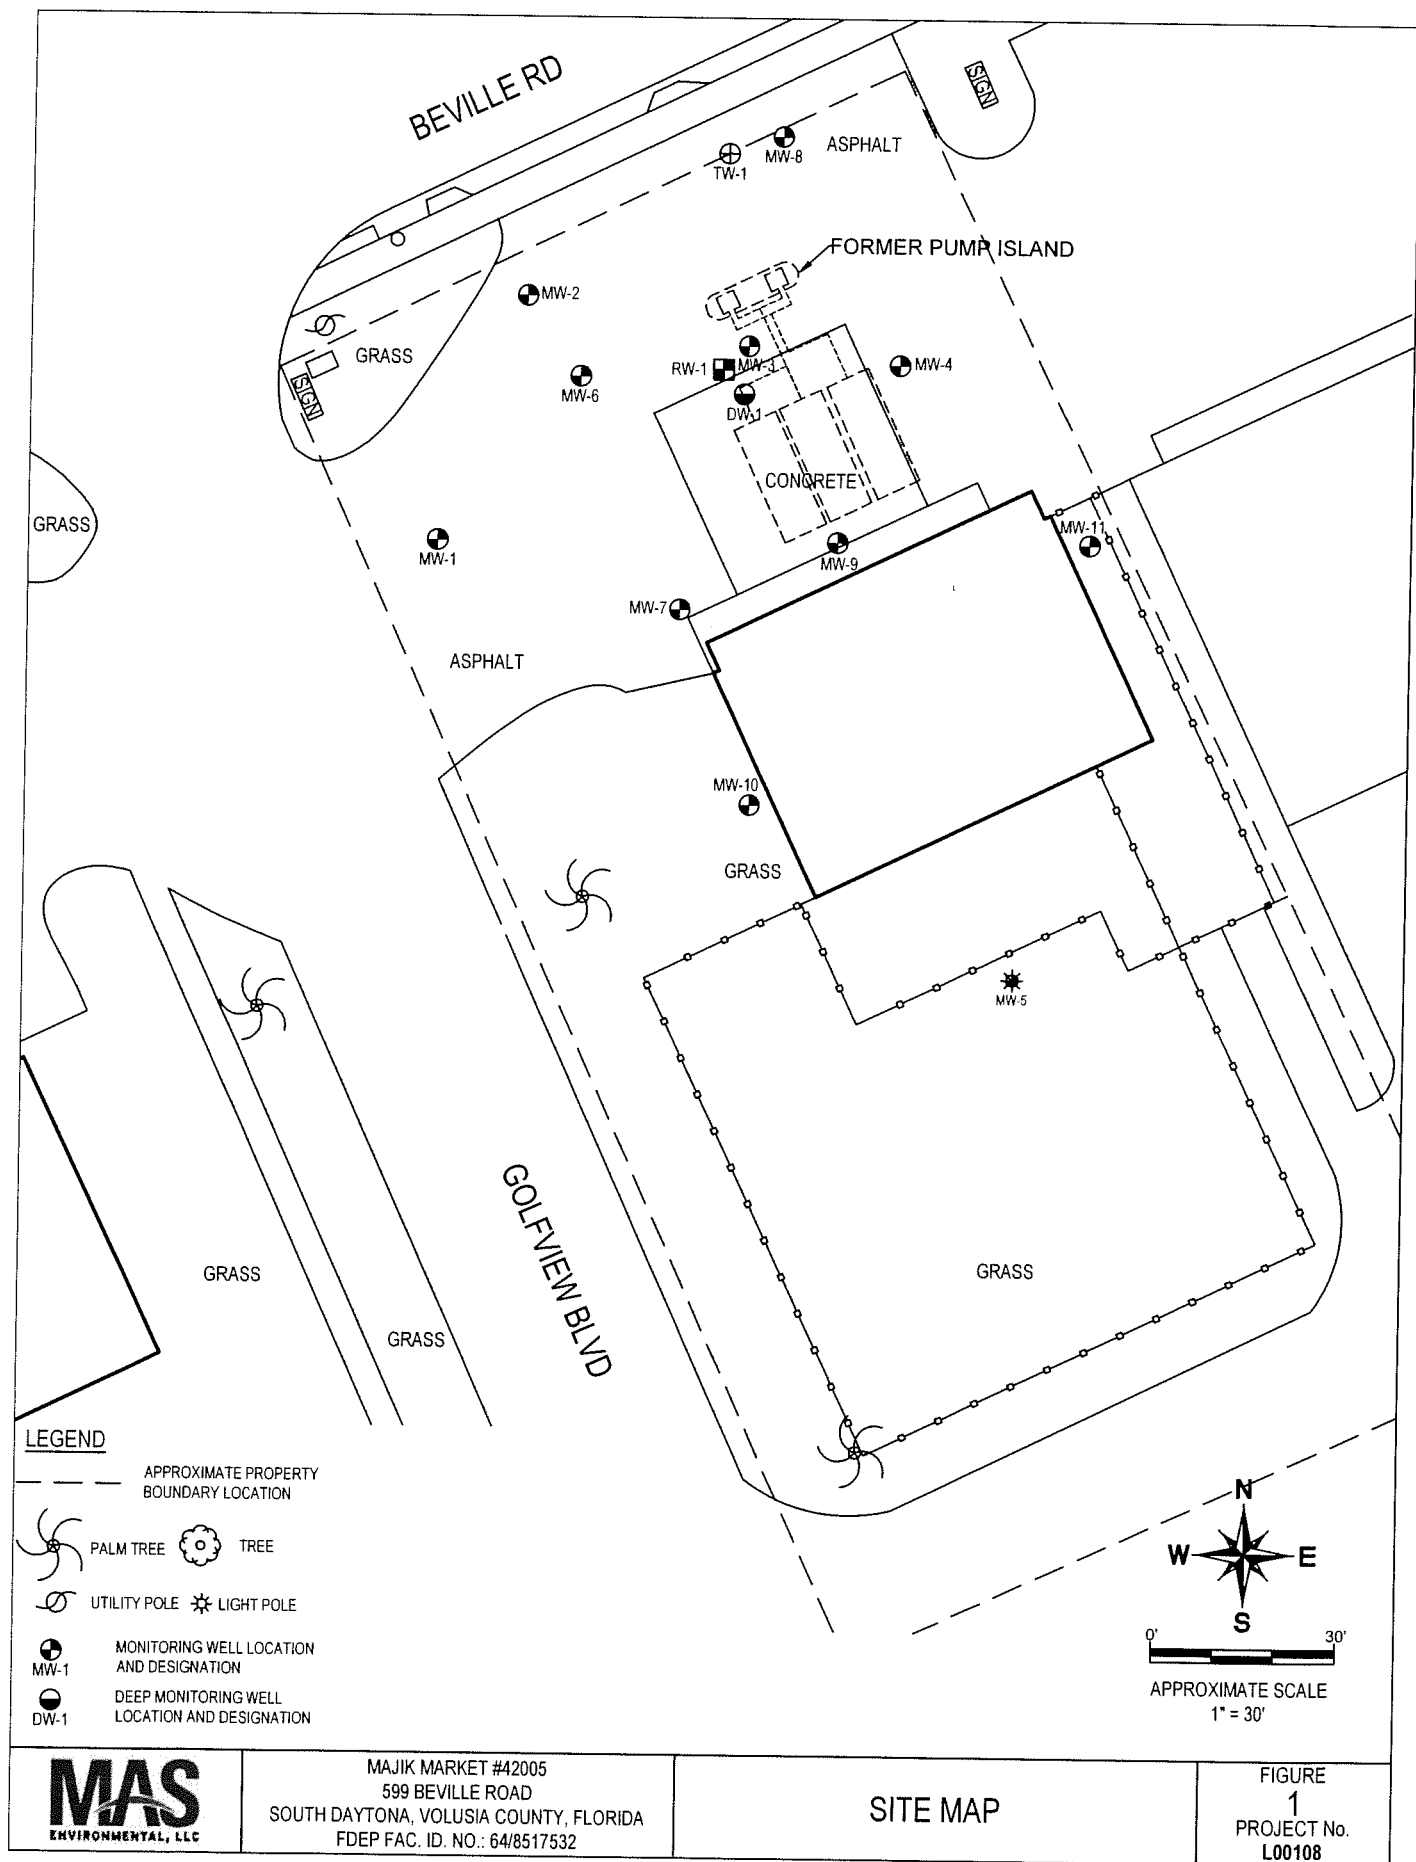 BEVILLE RD
SIGN
ASPHALT
MW-8
TW-1
FORMER PUMP ISLAND
MW-2
GRASS
SIGN
MW-3
RW-1
MW-4
MW-6
DW-1
CONCRETE
GRASS
MW-11
MW-1
MW-9
MW-7
ASPHALT
MW-10
GRASS
MW-5
GOLFVIEW BLVD
GRASS
GRASS
GRASS
LEGEND
APPROXIMATE PROPERTY
BOUNDARY LOCATION
PALM TREE
TREE
UTILITY POLE
LIGHT POLE
MW-1
MONITORING WELL LOCATION
AND DESIGNATION
DW-1
DEEP MONITORING WELL
LOCATION AND DESIGNATION
N
W E
S
0' 30'
APPROXIMATE SCALE
1" = 30'
MAS
ENVIRONMENTAL, LLC
MAJIK MARKET #42005
599 BEVILLE ROAD
SOUTH DAYTONA, VOLUSIA COUNTY, FLORIDA
FDEP FAC. ID. NO.: 64/8517532
SITE MAP
FIGURE
1
PROJECT No.
L00108